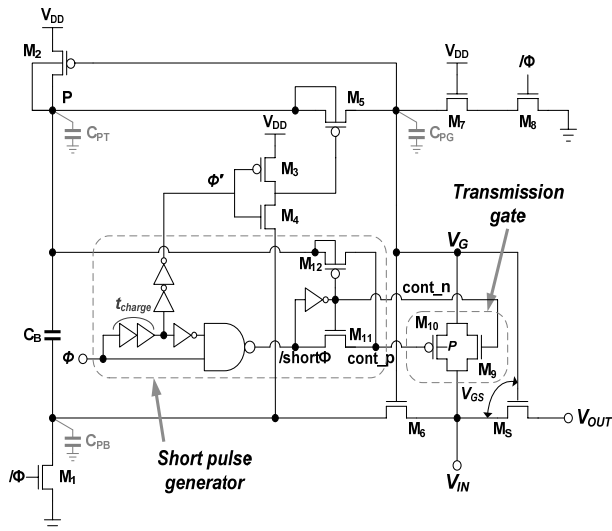 VDD
M2
P
CPT
VDD
M3
Φ'
M4
M5
CPG
VDD
M7
/Φ
M8
Transmission
gate
VG
M12
cont_n
tcharge
M11
M10
P
M9
CB
Φ
/shortΦ
cont_p
VGS
CPB
M6
MS
VOUT
Short pulse
generator
/Φ
M1
VIN